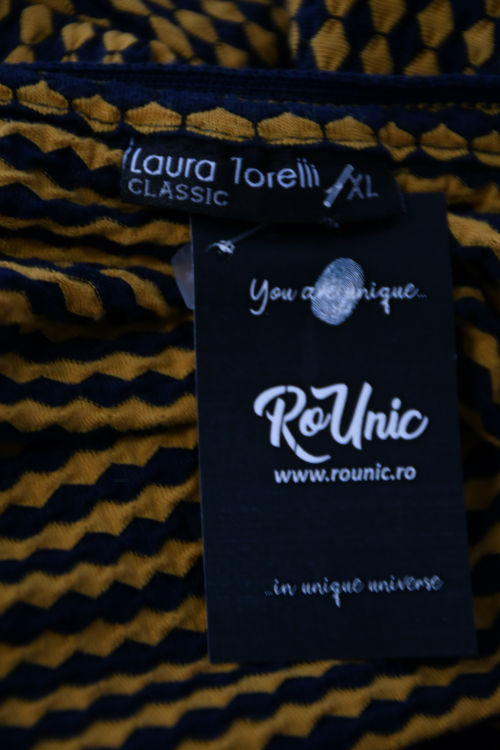 Laura Torelli
CLASSIC
XL
You are unique...
RoUnic
www.rounic.ro
...in unique universe